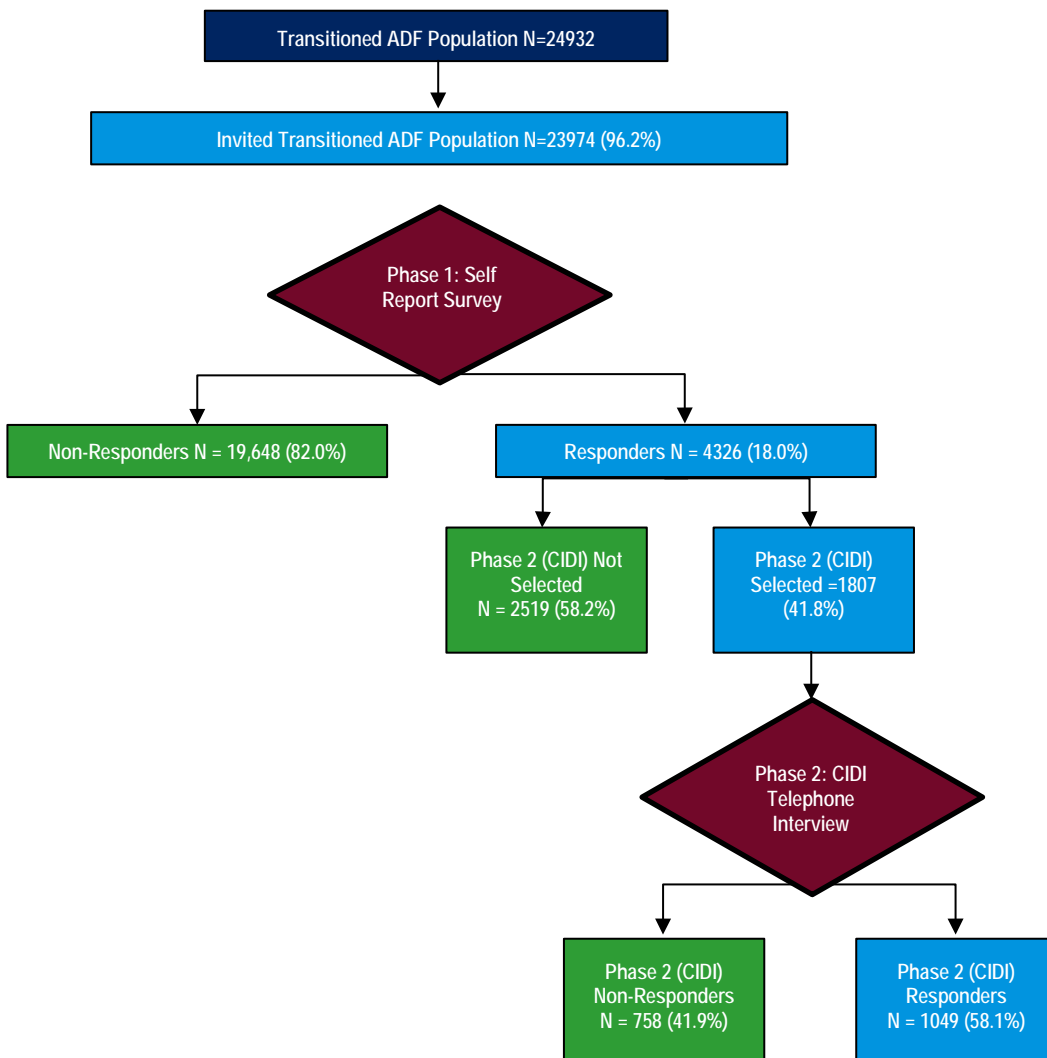 Transitioned ADF Population N=24932
Invited Transitioned ADF Population N=23974 (96.2%)
Phase 1: Self
Report Survey
Non-Responders N = 19,648 (82.0%)
Responders N = 4326 (18.0%)
Phase 2 (CIDI) Not
Selected
N = 2519 (58.2%)
Phase 2 (CIDI)
Selected =1807
(41.8%)
Phase 2: CIDI
Telephone
Interview
Phase 2 (CIDI)
Non-Responders
N = 758 (41.9%)
Phase 2 (CIDI)
Responders
N = 1049 (58.1%)